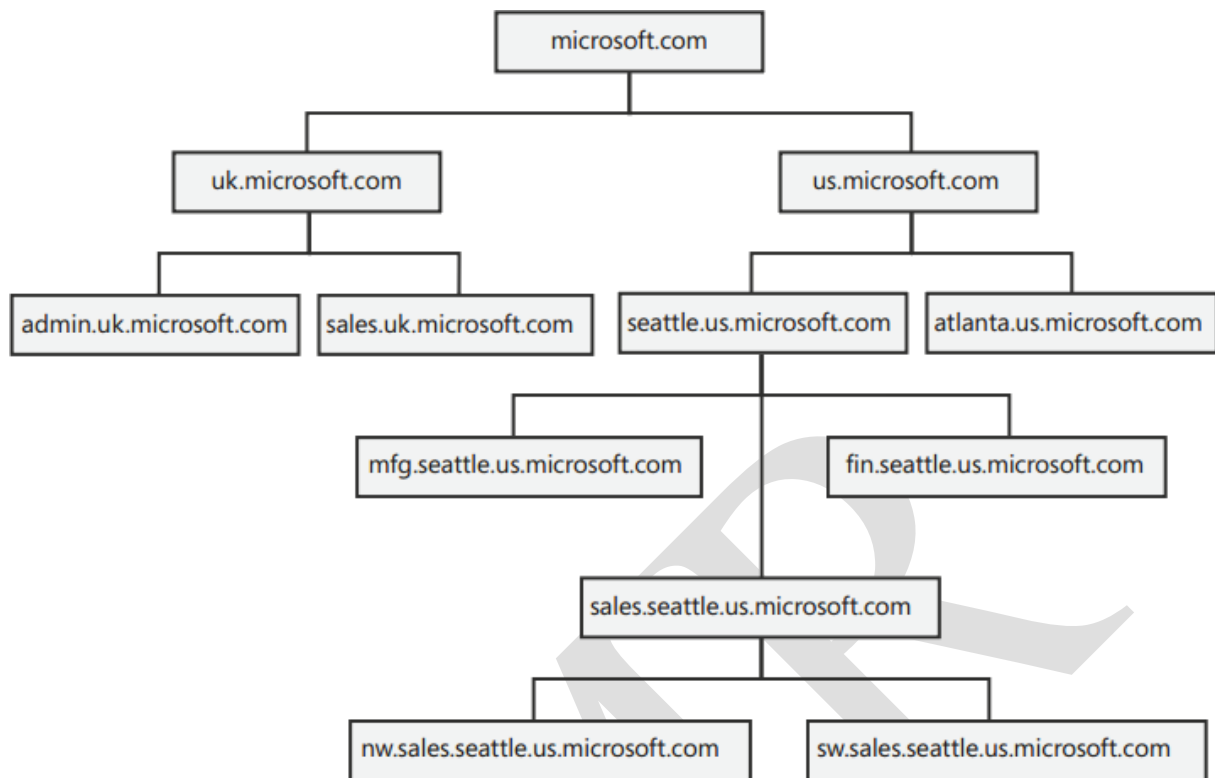 microsoft.com
uk.microsoft.com
us.microsoft.com
admin.uk.microsoft.com
sales.uk.microsoft.com
seattle.us.microsoft.com
atlanta.us.microsoft.com
mfg.seattle.us.microsoft.com
fin.seattle.us.microsoft.com
sales.seattle.us.microsoft.com
nw.sales.seattle.us.microsoft.com
sw.sales.seattle.us.microsoft.com